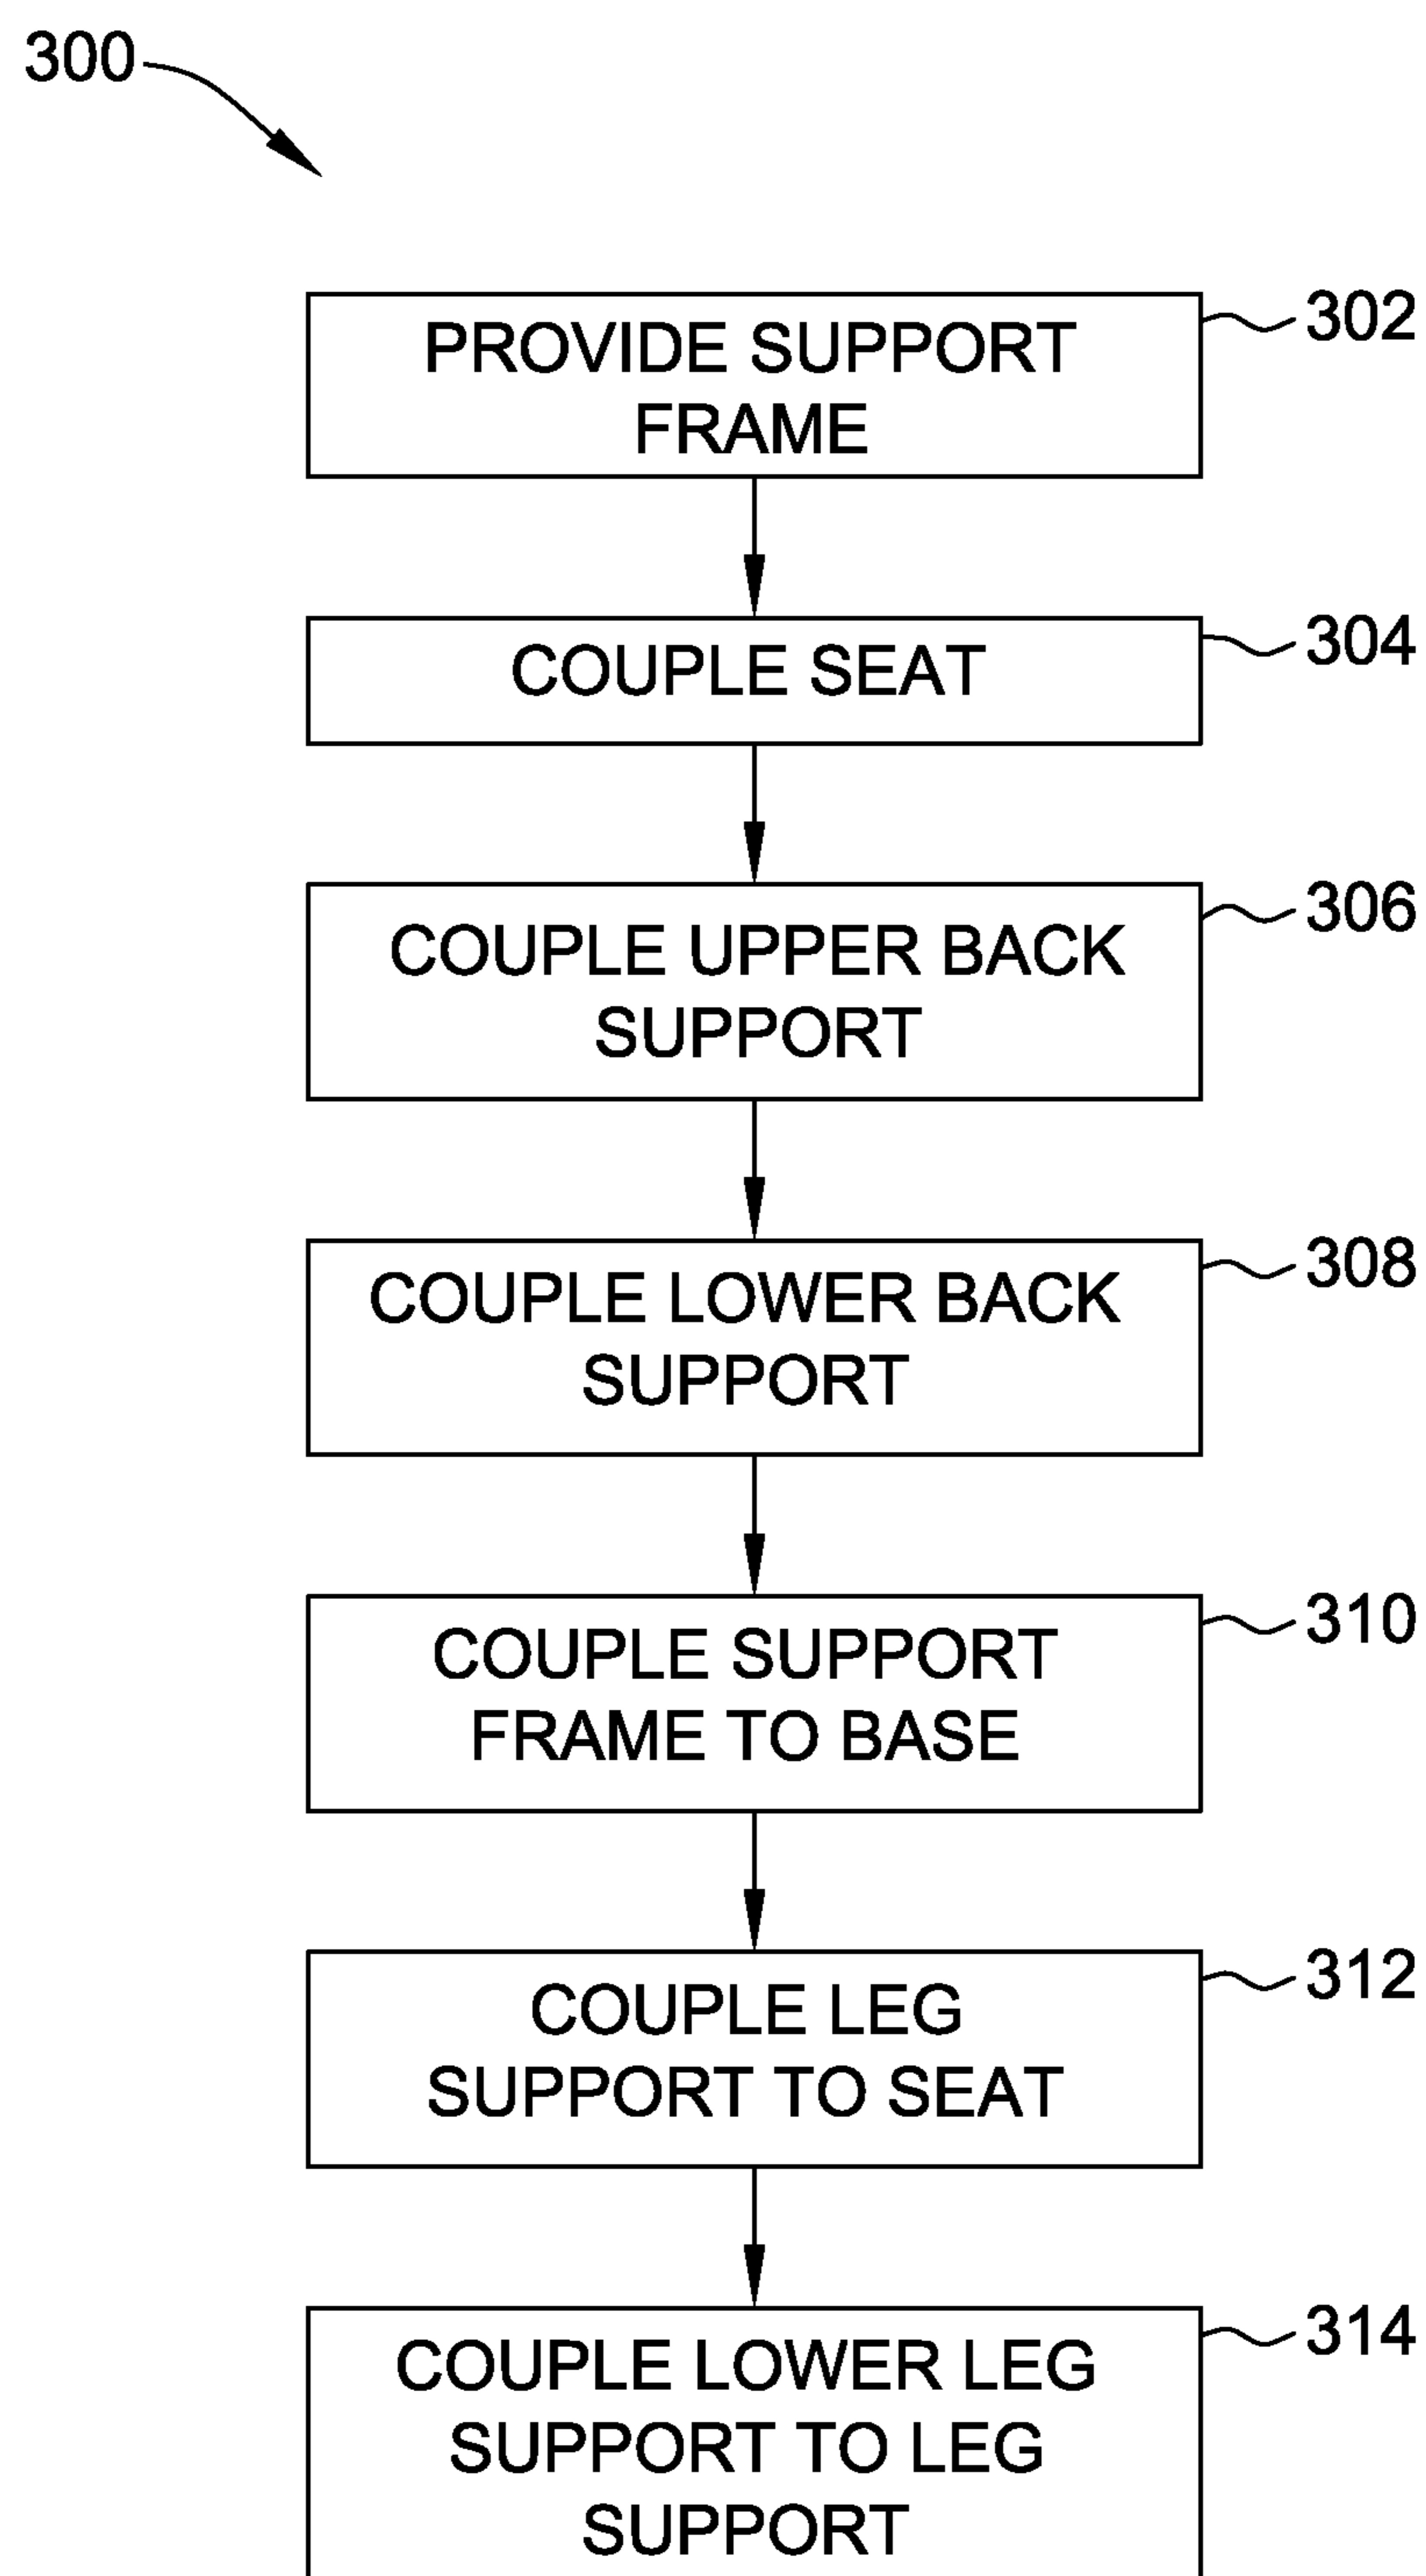 300
PROVIDE SUPPORT
FRAME
302
COUPLE SEAT
304
COUPLE UPPER BACK
SUPPORT
306
COUPLE LOWER BACK
SUPPORT
308
COUPLE SUPPORT
FRAME TO BASE
310
COUPLE LEG
SUPPORT TO SEAT
312
COUPLE LOWER LEG
SUPPORT TO LEG
SUPPORT
314